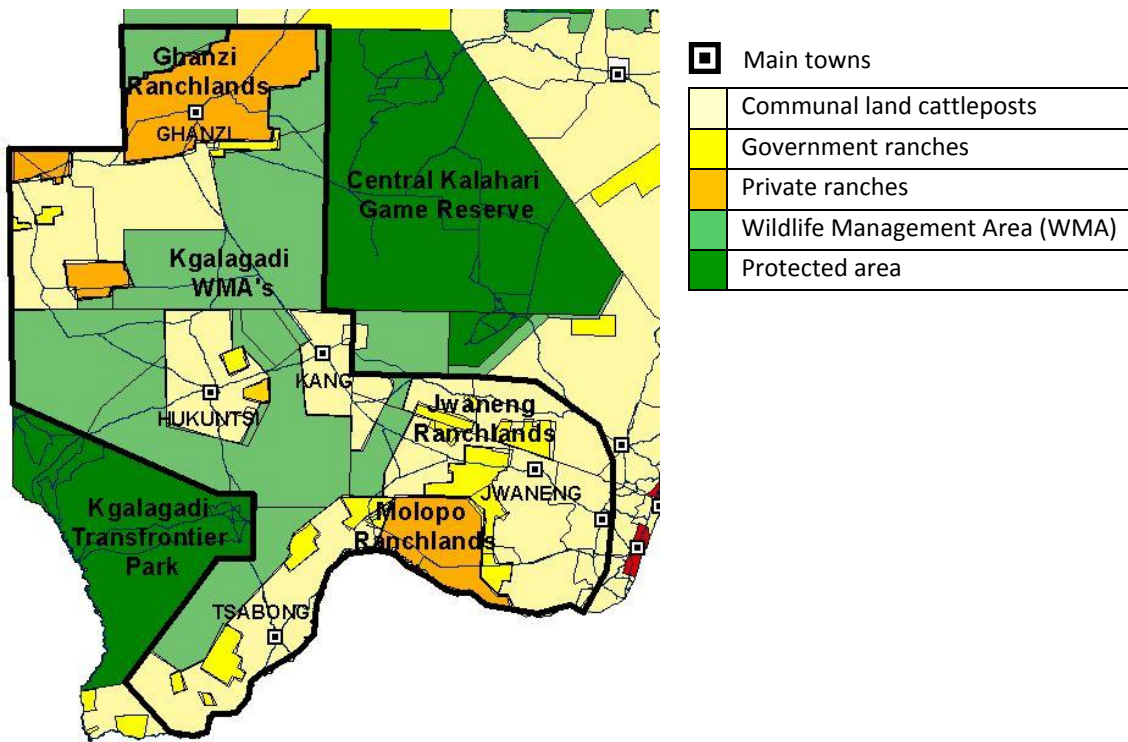 Ghanzi
Ranchlands
GHANZI
Central Kalahari
Game Reserve
Kgalagadi
WMA's
KANG
HUKUNTSI
Jwaneng
Ranchlands
JWANENG
Molopo
Ranchlands
Kgalagadi
Transfrontier
Park
TSABONG
Main towns
Communal land cattleposts
Government ranches
Private ranches
Wildlife Management Area (WMA)
Protected area